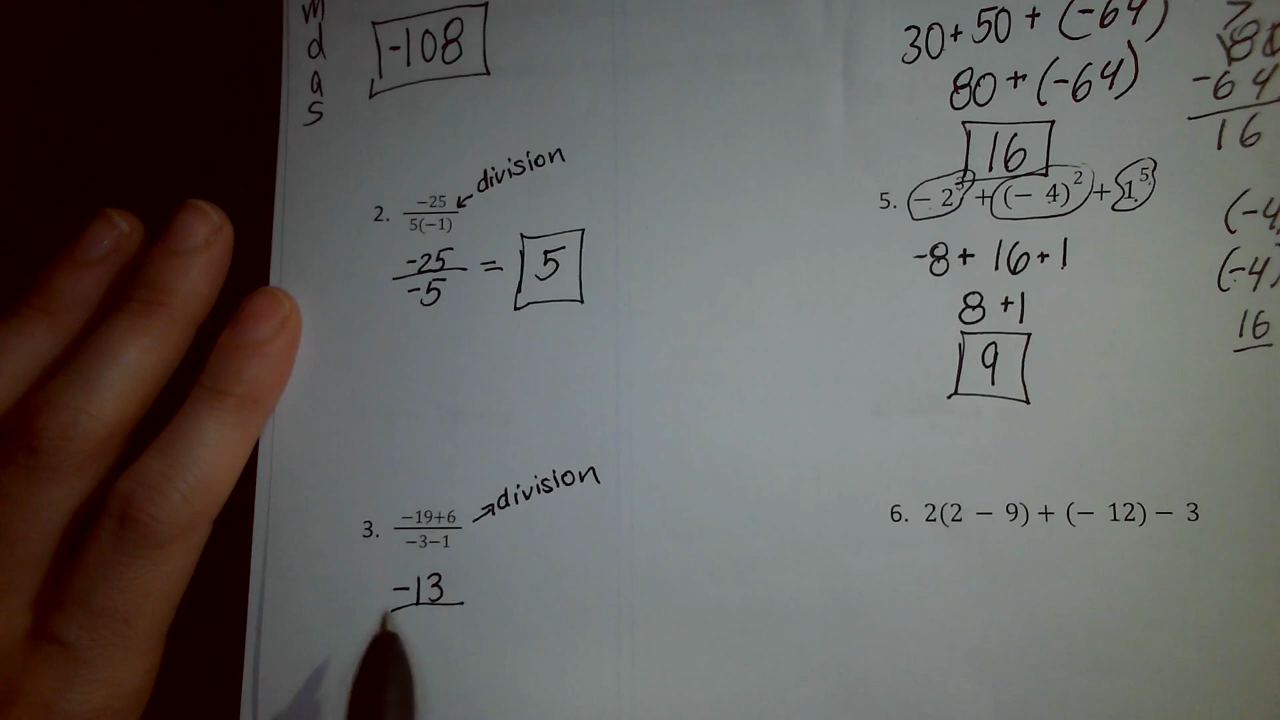 m
d
a
s
-108
2. -25 / 5(-1) division
-25 / -5 = 5
3. -19+6 / -3-1 division
-13
30+50+(-64)
80+(-64)
16
80
-64
16
5. -2³+(-4)²+1⁵
-8+16+1
8+1
9
(-4
(-4)
16
6. 2(2 - 9) + (- 12) - 3